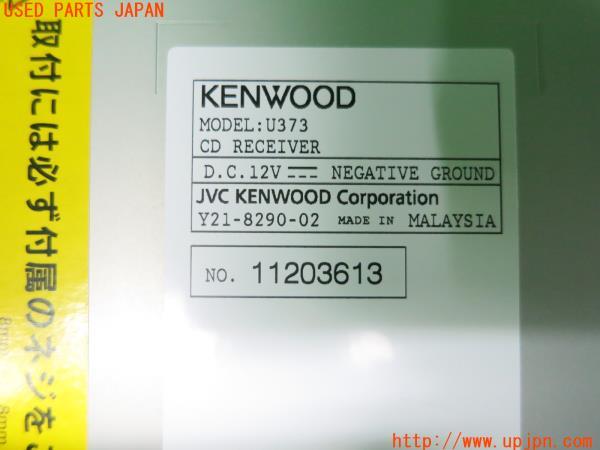 USED PARTS JAPAN
取付には必ず付属のネジを
KENWOOD
MODEL:U373
CD RECEIVER
D.C.12V NEGATIVE GROUND
JVC KENWOOD Corporation
Y21-8290-02 MADE IN MALAYSIA
NO. 11203613
8mm
http://www.upjpn.com